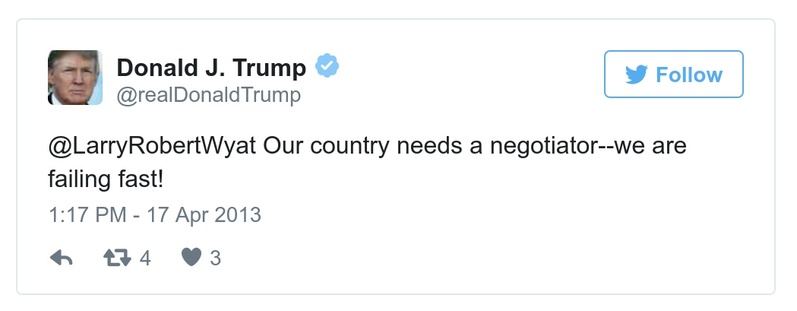 Donald J. Trump
@realDonaldTrump
Follow
@LarryRobertWyat Our country needs a negotiator--we are
failing fast!
1:17 PM - 17 Apr 2013
4 3